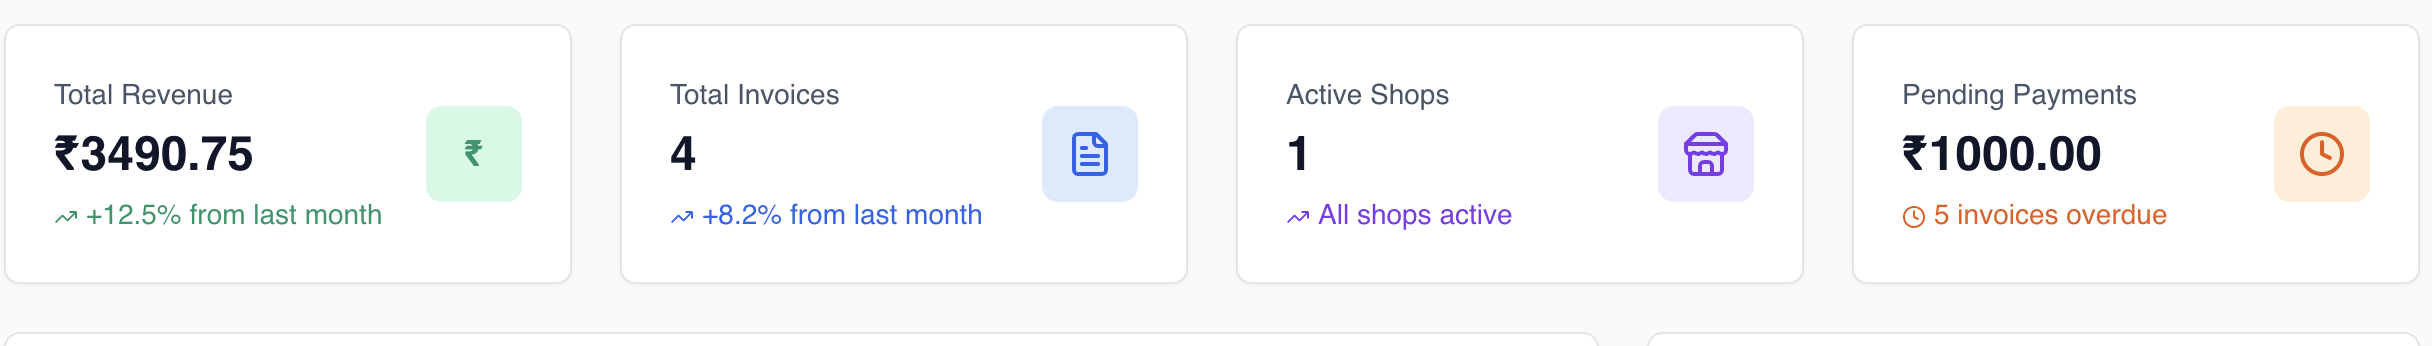 Total Revenue
₹3490.75
₹
+12.5% from last month
Total Invoices
4
+8.2% from last month
Active Shops
1
All shops active
Pending Payments
₹1000.00
5 invoices overdue